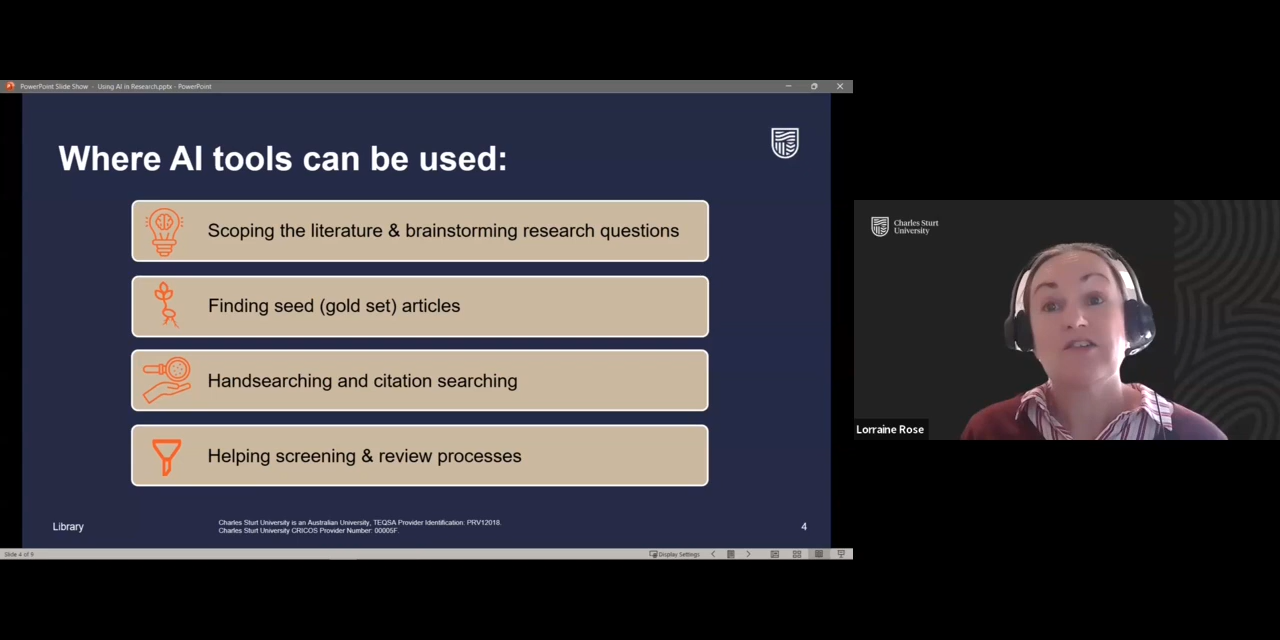 PowerPoint Slide Show - Using AI in Research.pptx - PowerPoint
Where AI tools can be used:
Scoping the literature & brainstorming research questions
Finding seed (gold set) articles
Handsearching and citation searching
Helping screening & review processes
Library
Charles Sturt University is an Australian University, TEQSA Provider Identification: PRV12018.
Charles Sturt University CRICOS Provider Number: 00005F.
4
Slide 4 of 9
Display Settings
Charles Sturt
University
Lorraine Rose